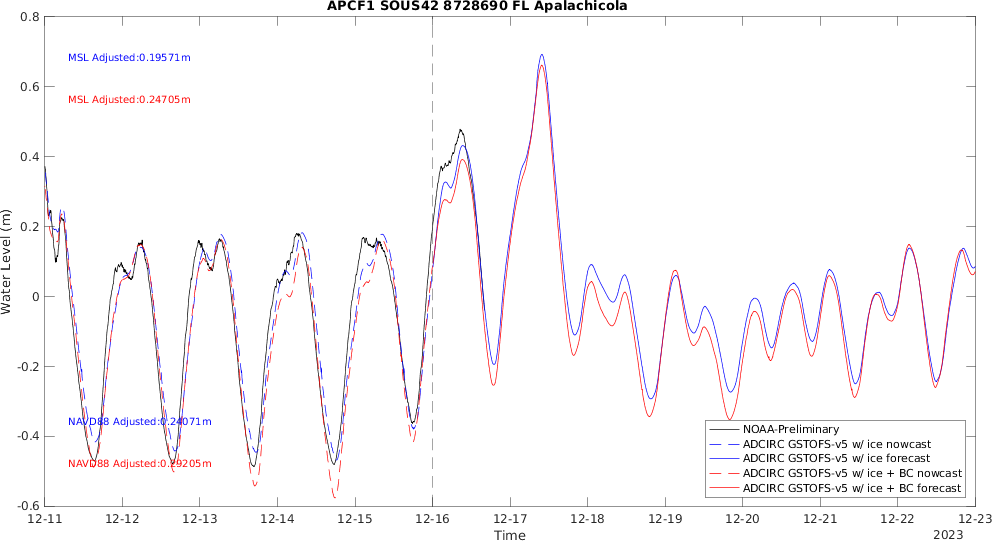 APCF1 SOUS42 8728690 FL Apalachicola
0.8
0.6
0.4
0.2
0
-0.2
-0.4
-0.6
Water Level (m)
MSL Adjusted:0.19571m
MSL Adjusted:0.24705m
NAVD88 Adjusted:0.24071m
NAVD88 Adjusted:0.29205m
NOAA-Preliminary
ADCIRC GSTOFS-v5 w/ ice nowcast
ADCIRC GSTOFS-v5 w/ ice forecast
ADCIRC GSTOFS-v5 w/ ice + BC nowcast
ADCIRC GSTOFS-v5 w/ ice + BC forecast
12-11 12-12 12-13 12-14 12-15 12-16 12-17 12-18 12-19 12-20 12-21 12-22 12-23
Time
2023